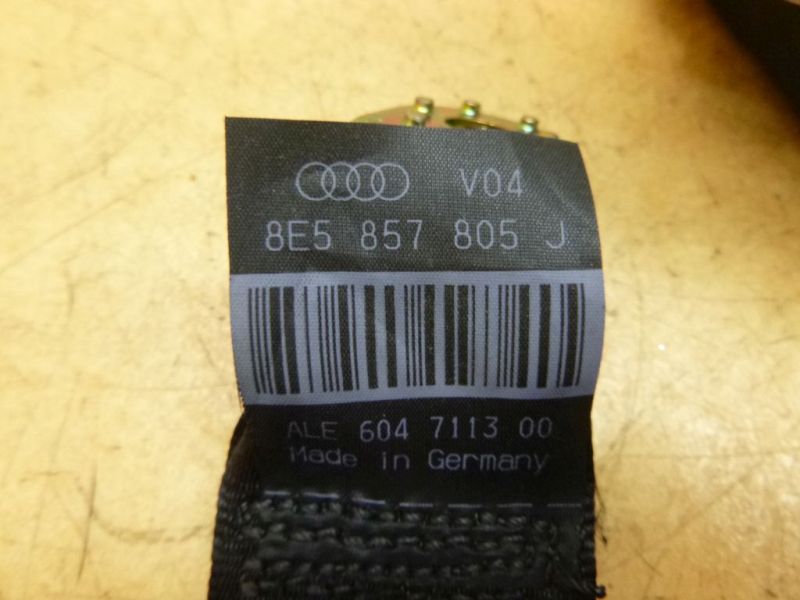 V04
8E5 857 805 J
ALE 604 7113 00
Made in Germany